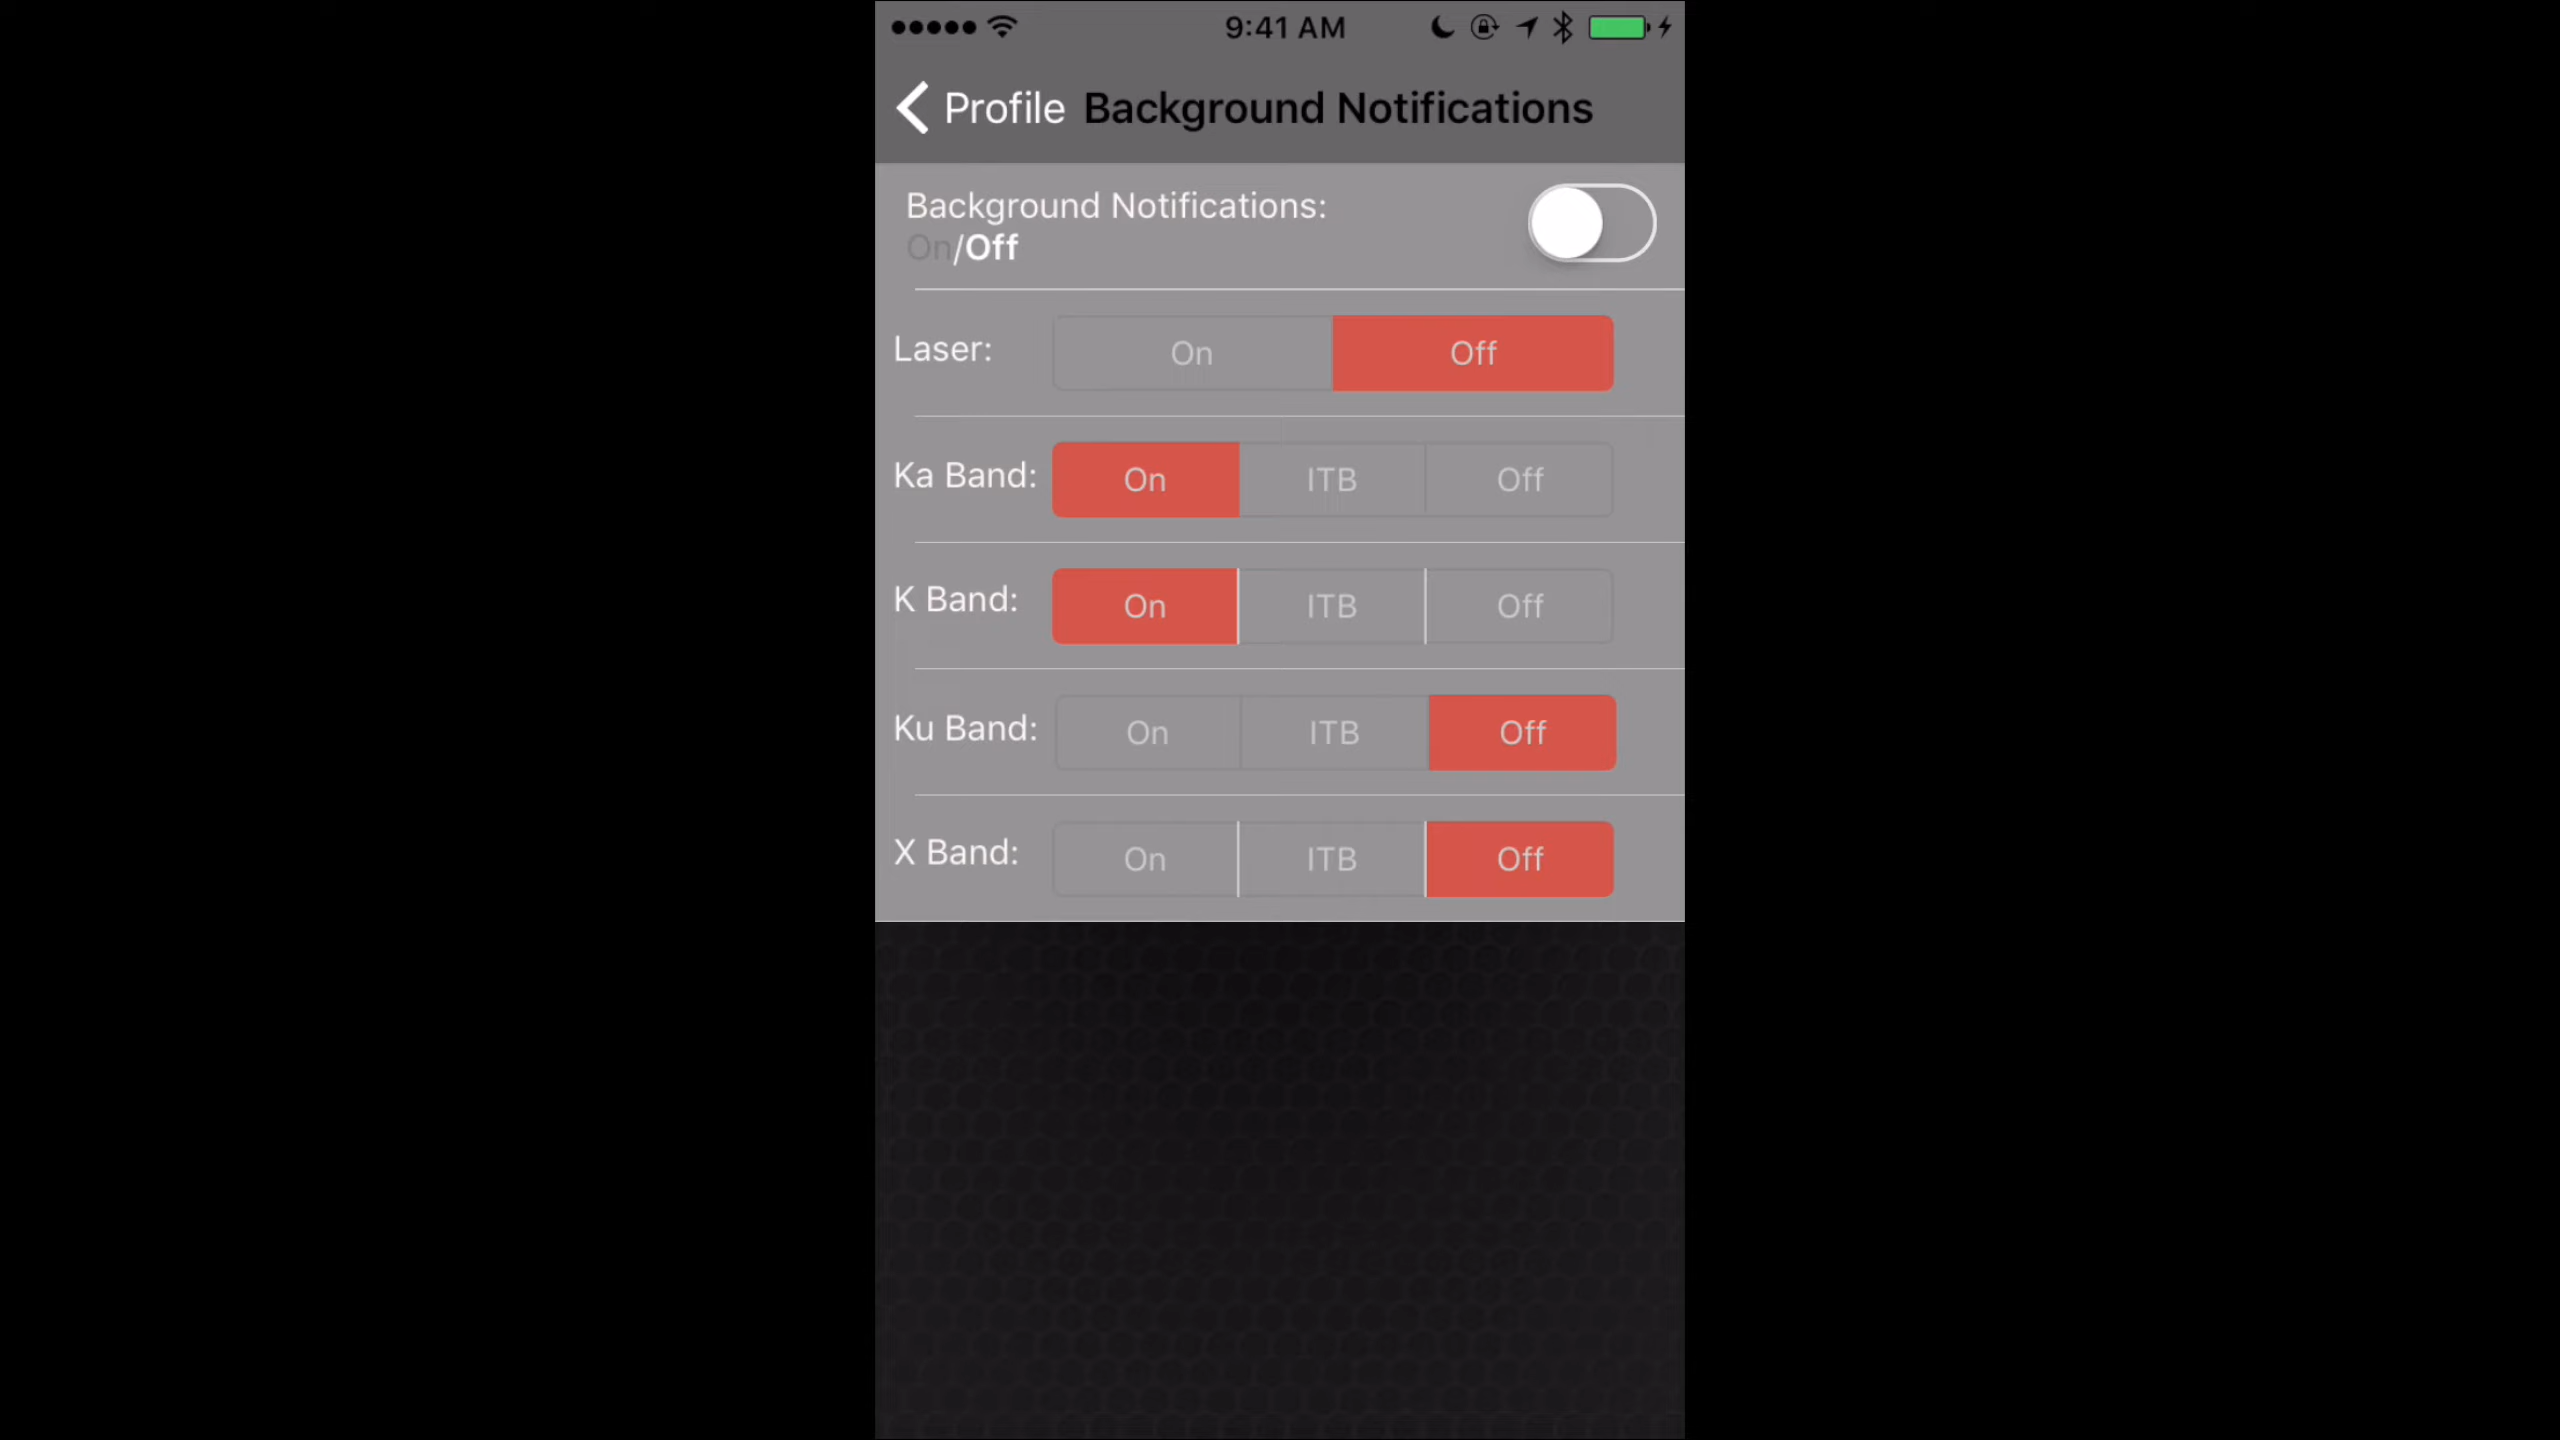 9:41 AM
Profile Background Notifications
Background Notifications:
On/Off
Laser: On Off
Ka Band: On ITB Off
K Band: On ITB Off
Ku Band: On ITB Off
X Band: On ITB Off